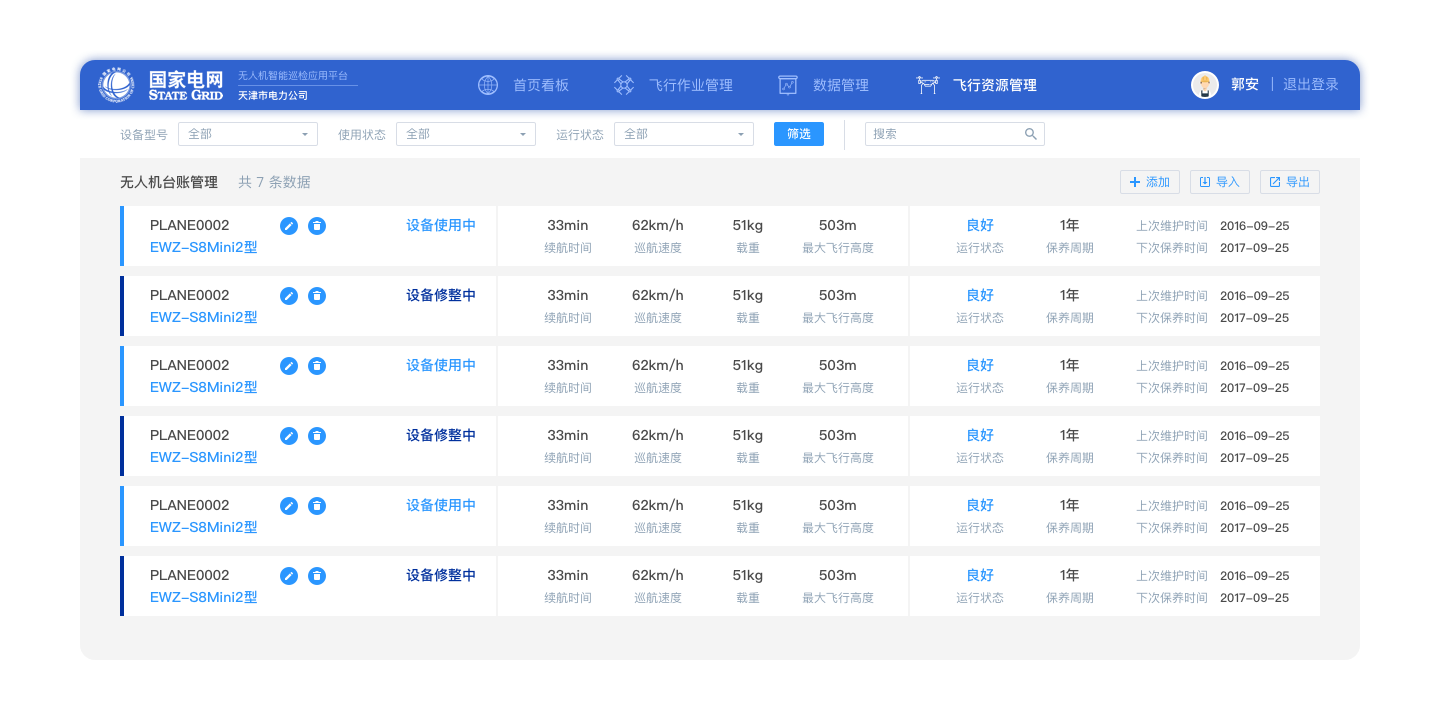 国家电网
STATE GRID
无人机智能巡检应用平台
天津市电力公司
首页看板
飞行作业管理
数据管理
飞行资源管理
郭安
退出登录
设备型号 全部
使用状态 全部
运行状态 全部
筛选
搜索
无人机台账管理 共 7 条数据
添加 导入 导出
PLANE0002 设备使用中 33min 62km/h 51kg 503m 良好 1年 上次维护时间 2016-09-25
EWZ-S8Mini2型 续航时间 巡航速度 载重 最大飞行高度 运行状态 保养周期 下次保养时间 2017-09-25
PLANE0002 设备修整中 33min 62km/h 51kg 503m 良好 1年 上次维护时间 2016-09-25
EWZ-S8Mini2型 续航时间 巡航速度 载重 最大飞行高度 运行状态 保养周期 下次保养时间 2017-09-25
PLANE0002 设备使用中 33min 62km/h 51kg 503m 良好 1年 上次维护时间 2016-09-25
EWZ-S8Mini2型 续航时间 巡航速度 载重 最大飞行高度 运行状态 保养周期 下次保养时间 2017-09-25
PLANE0002 设备修整中 33min 62km/h 51kg 503m 良好 1年 上次维护时间 2016-09-25
EWZ-S8Mini2型 续航时间 巡航速度 载重 最大飞行高度 运行状态 保养周期 下次保养时间 2017-09-25
PLANE0002 设备使用中 33min 62km/h 51kg 503m 良好 1年 上次维护时间 2016-09-25
EWZ-S8Mini2型 续航时间 巡航速度 载重 最大飞行高度 运行状态 保养周期 下次保养时间 2017-09-25
PLANE0002 设备修整中 33min 62km/h 51kg 503m 良好 1年 上次维护时间 2016-09-25
EWZ-S8Mini2型 续航时间 巡航速度 载重 最大飞行高度 运行状态 保养周期 下次保养时间 2017-09-25